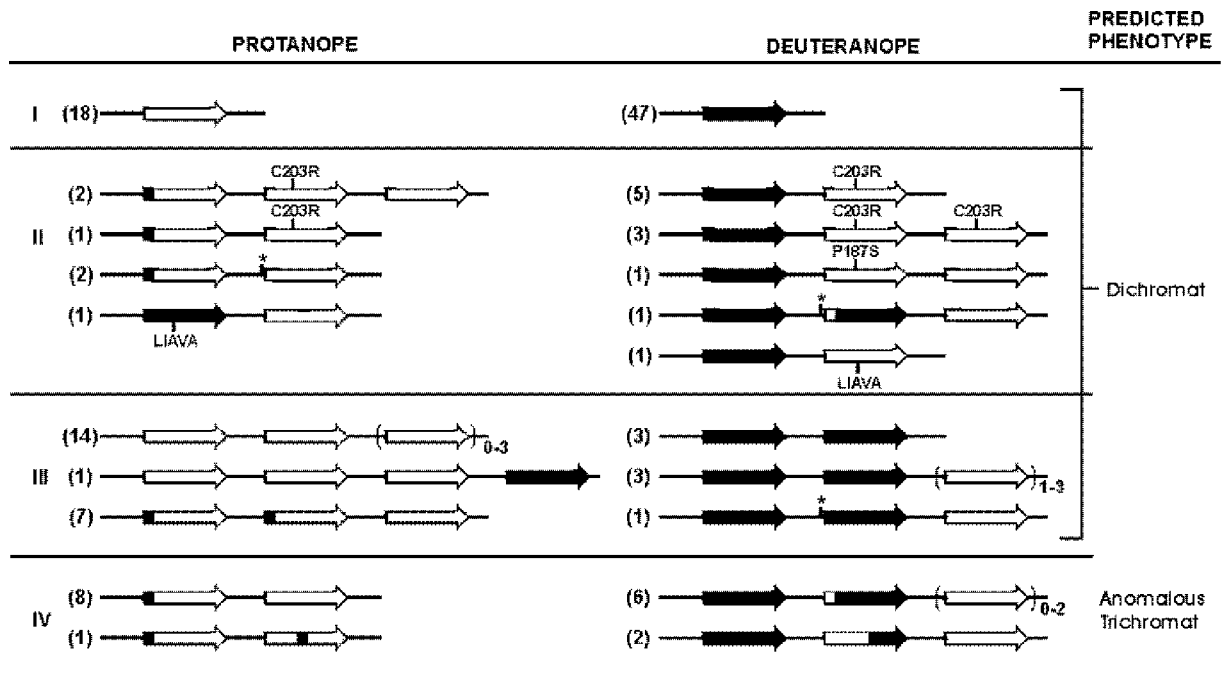 PROTANOPE DEUTERANOPE PREDICTED PHENOTYPE
I (18) (47)
C203R C203R
(2) (5)
C203R C203R C203R
II (1) (3)
* P187S
(2) (1)
*
(1) (1)
LIAVA
(1)
LIAVA
Dichromat
(14) ( )0-3 (3)
III (1) (3) ( )1-3
*
(7) (1)
(8) (6) ( )0-2
IV
(1) (2)
Anomalous
Trichromat